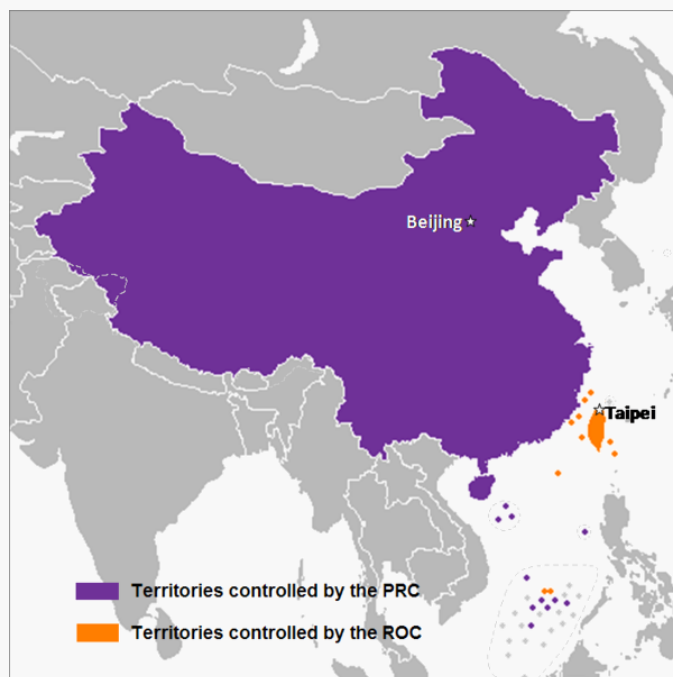 Beijing
Taipei
Territories controlled by the PRC
Territories controlled by the ROC